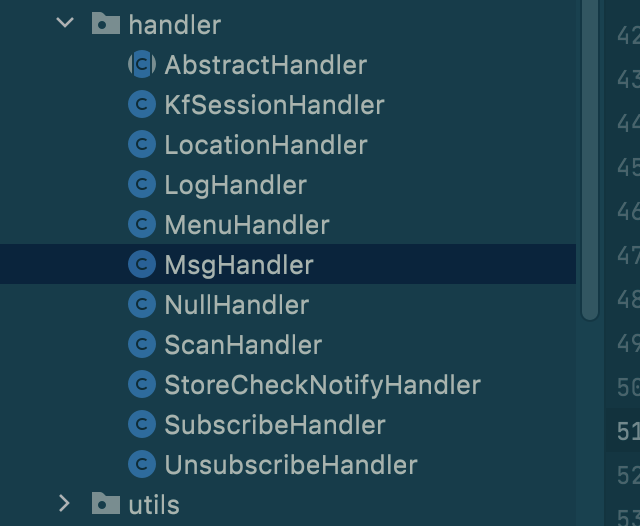 handler
AbstractHandler
KfSessionHandler
LocationHandler
LogHandler
MenuHandler
MsgHandler
NullHandler
ScanHandler
StoreCheckNotifyHandler
SubscribeHandler
UnsubscribeHandler
utils
42
43
44
45
46
47
48
49
50
51
52
53